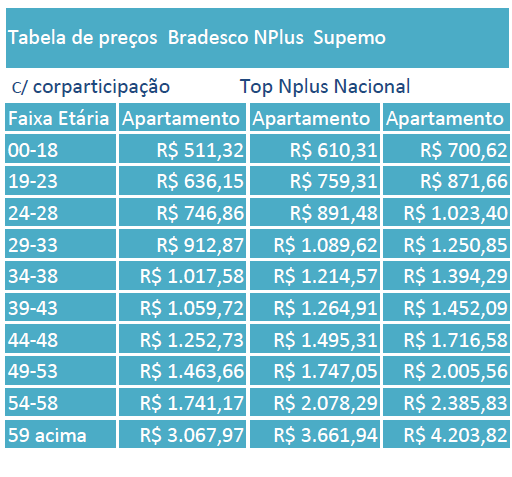 Tabela de preços Bradesco NPlus Supemo
C/ corparticipação Top Nplus Nacional
Faixa Etária Apartamento Apartamento Apartamento
00-18 R$ 511,32 R$ 610,31 R$ 700,62
19-23 R$ 636,15 R$ 759,31 R$ 871,66
24-28 R$ 746,86 R$ 891,48 R$ 1.023,40
29-33 R$ 912,87 R$ 1.089,62 R$ 1.250,85
34-38 R$ 1.017,58 R$ 1.214,57 R$ 1.394,29
39-43 R$ 1.059,72 R$ 1.264,91 R$ 1.452,09
44-48 R$ 1.252,73 R$ 1.495,31 R$ 1.716,58
49-53 R$ 1.463,66 R$ 1.747,05 R$ 2.005,56
54-58 R$ 1.741,17 R$ 2.078,29 R$ 2.385,83
59 acima R$ 3.067,97 R$ 3.661,94 R$ 4.203,82